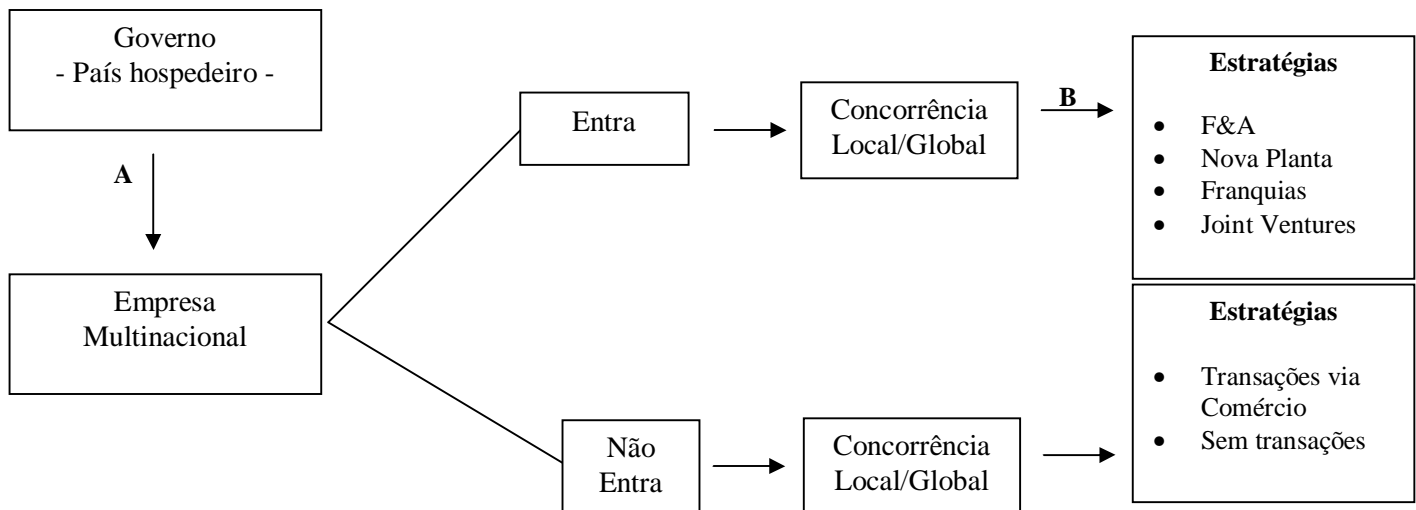 Governo
- País hospedeiro -
A
Empresa
Multinacional
Entra
Concorrência
Local/Global
B
Estratégias
• F&A
• Nova Planta
• Franquias
• Joint Ventures
Não
Entra
Concorrência
Local/Global
Estratégias
• Transações via
Comércio
• Sem transações